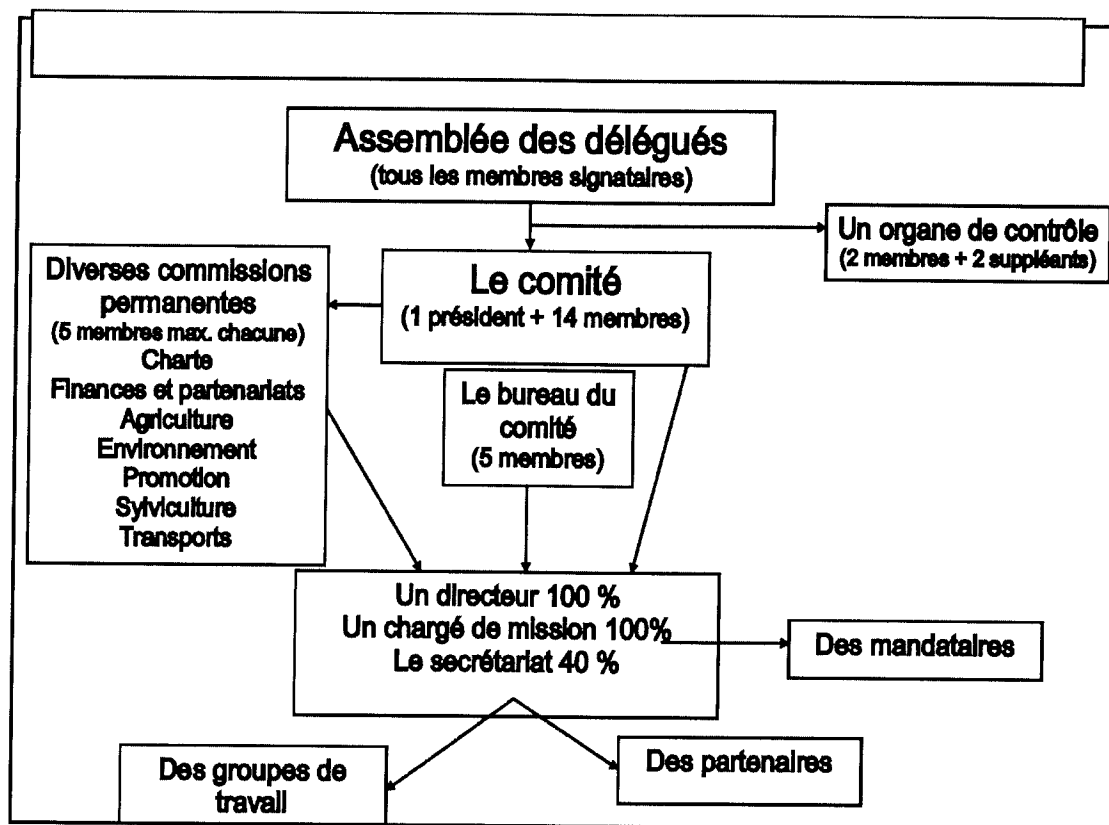 Assemblée des délégués
(tous les membres signataires)
Un organe de contrôle
(2 membres + 2 suppléants)
Le comité
(1 président + 14 membres)
Diverses commissions
permanentes
(5 membres max. chacune)
Charte
Finances et partenariats
Agriculture
Environnement
Promotion
Sylviculture
Transports
Le bureau du
comité
(5 membres)
Un directeur 100 %
Un chargé de mission 100%
Le secrétariat 40 %
Des mandataires
Des groupes de
travail
Des partenaires